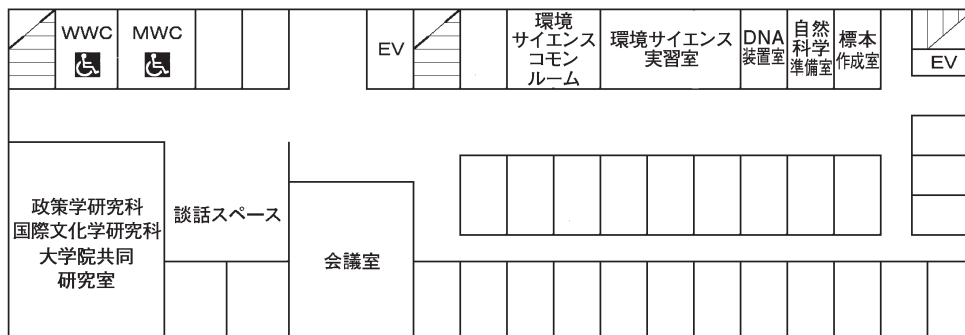 WWC
MWC
EV
環境
サイエンス
コモン
ルーム
環境サイエンス
実習室
DNA
装置室
自然
科学
準備室
標本
作成室
EV
政策学研究科
国際文化学研究科
大学院共同
研究室
談話スペース
会議室